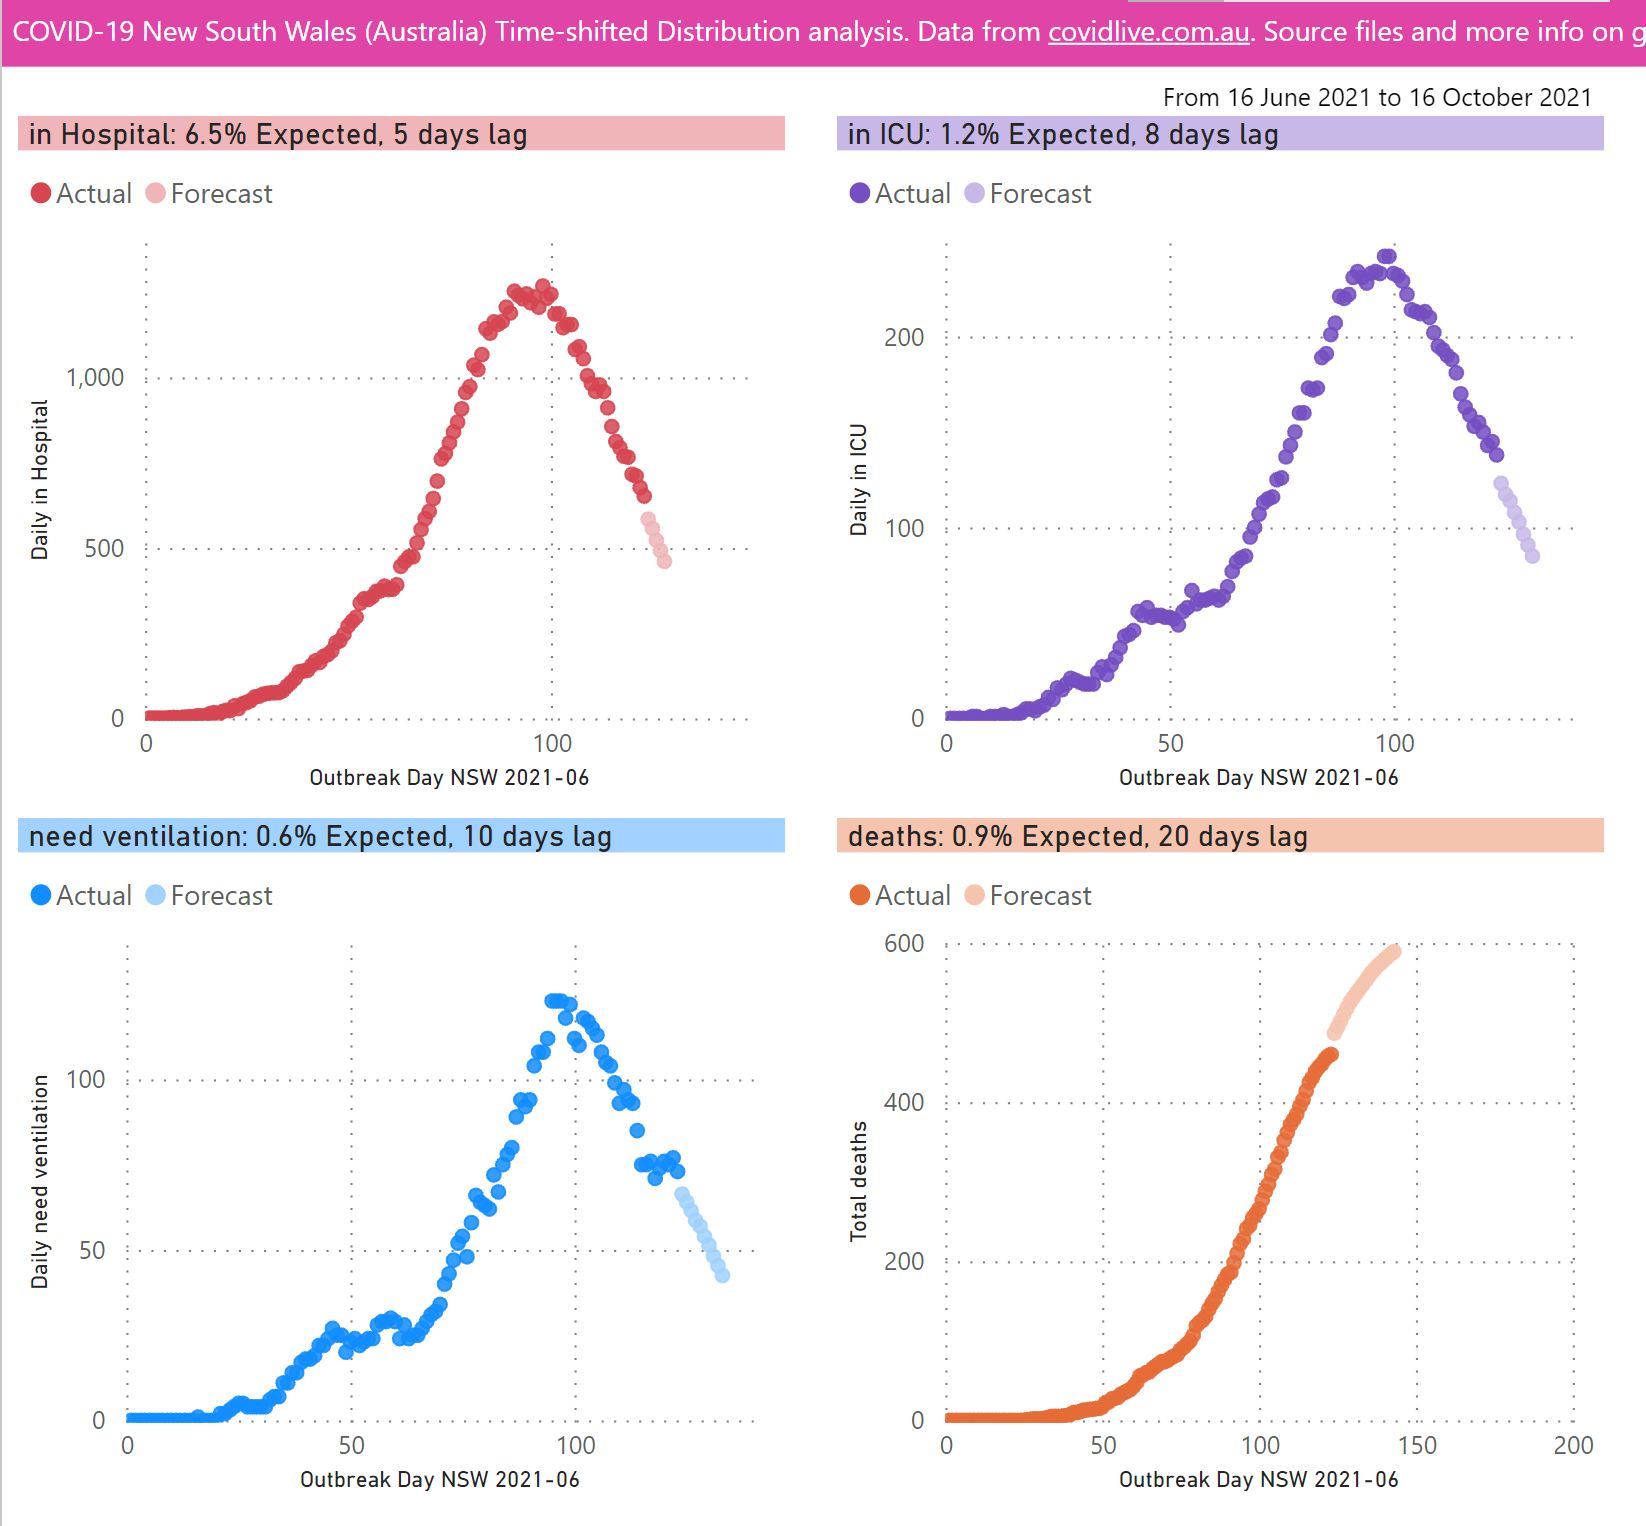 COVID-19 New South Wales (Australia) Time-shifted Distribution analysis. Data from covidlive.com.au. Source files and more info on g
From 16 June 2021 to 16 October 2021
in Hospital: 6.5% Expected, 5 days lag
Actual Forecast
Daily in Hospital
1,000
500
0
0 100
Outbreak Day NSW 2021-06
in ICU: 1.2% Expected, 8 days lag
Actual Forecast
Daily in ICU
200
100
0
0 50 100
Outbreak Day NSW 2021-06
need ventilation: 0.6% Expected, 10 days lag
Actual Forecast
Daily need ventilation
100
50
0
0 50 100
Outbreak Day NSW 2021-06
deaths: 0.9% Expected, 20 days lag
Actual Forecast
Total deaths
600
400
200
0
0 50 100 150 200
Outbreak Day NSW 2021-06